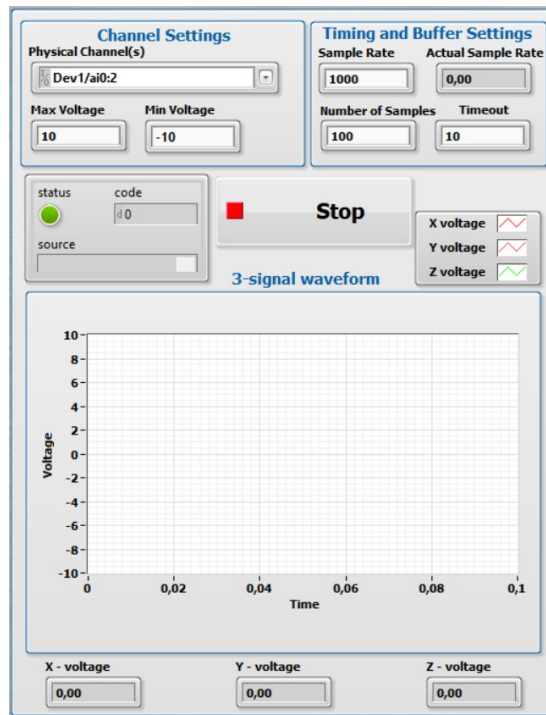 Channel Settings
Physical Channel(s)
I/O Dev1/ai0:2
Max Voltage Min Voltage
10 -10
Timing and Buffer Settings
Sample Rate Actual Sample Rate
1000 0,00
Number of Samples Timeout
100 10
status code
d 0
source
Stop
X voltage
Y voltage
Z voltage
3-signal waveform
Voltage
10
8
6
4
2
0
-2
-4
-6
-8
-10
0 0,02 0,04 0,06 0,08 0,1
Time
X - voltage Y - voltage Z - voltage
0,00 0,00 0,00